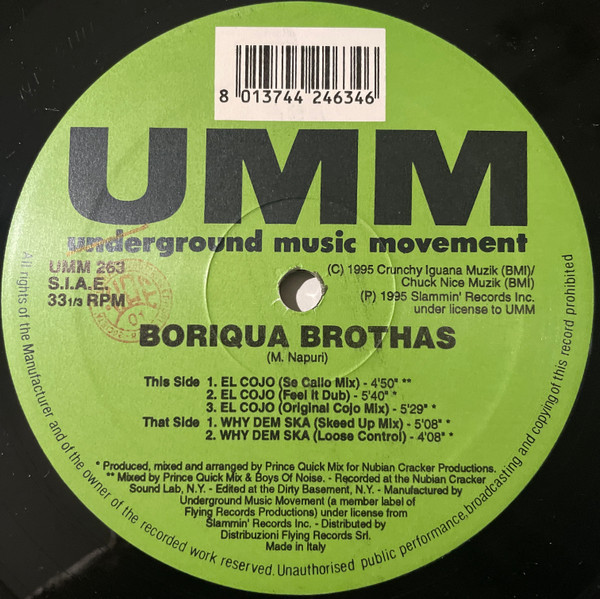 8 013744 246346
UMM
underground music movement
UMM 263
S.I.A.E.
33 1/3 RPM
(C) 1995 Crunchy Iguana Muzik (BMI)/
Chuck Nice Muzik (BMI)
(P) 1995 Slammin' Records Inc.
under license to UMM
BORIQUA BROTHAS
(M. Napuri)
This Side 1. EL COJO (Se Callo Mix) - 4'50" **
2. EL COJO (Feel It Dub) - 5'40" *
3. EL COJO (Original Cojo Mix) - 5'29" *
That Side 1. WHY DEM SKA (Skeed Up Mix) - 5'08" *
2. WHY DEM SKA (Loose Control) - 4'08" *
* Produced, mixed and arranged by Prince Quick Mix for Nubian Cracker Productions.
** Mixed by Prince Quick Mix & Boys Of Noise. - Recorded at the Nubian Cracker
Sound Lab, N.Y. - Edited at the Dirty Basement, N.Y. - Manufactured by
Underground Music Movement (a member label of
Flying Records Productions) under license from
Slammin' Records Inc. - Distributed by
Distribuzioni Flying Records Srl.
Made in Italy
All rights of the Manufacturer and of the owner of the recorded work reserved. Unauthorised public performance, broadcasting and copying of this record prohibited